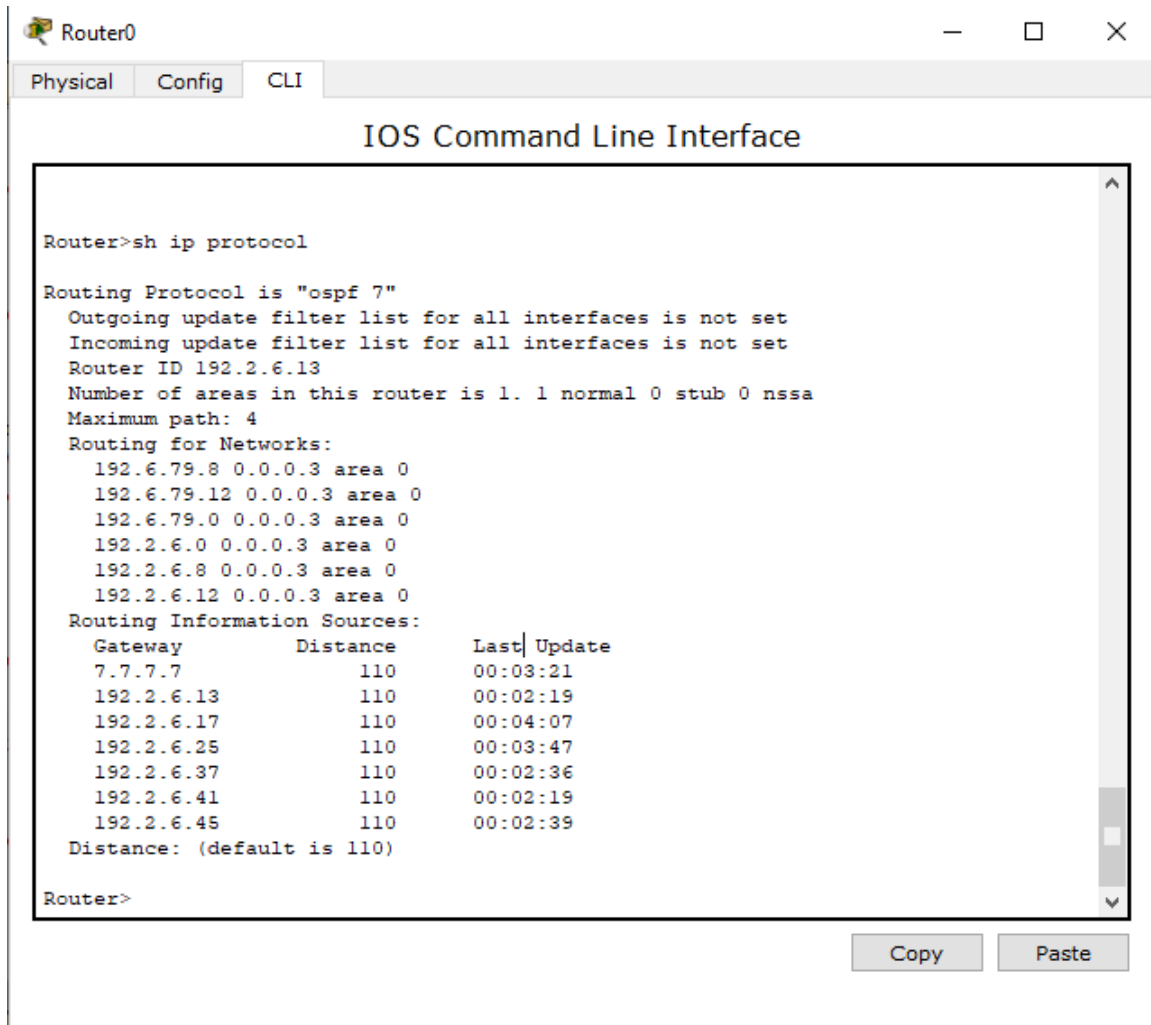 Router0
Physical Config CLI
IOS Command Line Interface
Router>sh ip protocol
Routing Protocol is "ospf 7"
Outgoing update filter list for all interfaces is not set
Incoming update filter list for all interfaces is not set
Router ID 192.2.6.13
Number of areas in this router is 1. 1 normal 0 stub 0 nssa
Maximum path: 4
Routing for Networks:
192.6.79.8 0.0.0.3 area 0
192.6.79.12 0.0.0.3 area 0
192.6.79.0 0.0.0.3 area 0
192.2.6.0 0.0.0.3 area 0
192.2.6.8 0.0.0.3 area 0
192.2.6.12 0.0.0.3 area 0
Routing Information Sources:
Gateway Distance Last Update
7.7.7.7 110 00:03:21
192.2.6.13 110 00:02:19
192.2.6.17 110 00:04:07
192.2.6.25 110 00:03:47
192.2.6.37 110 00:02:36
192.2.6.41 110 00:02:19
192.2.6.45 110 00:02:39
Distance: (default is 110)
Router>
Copy Paste